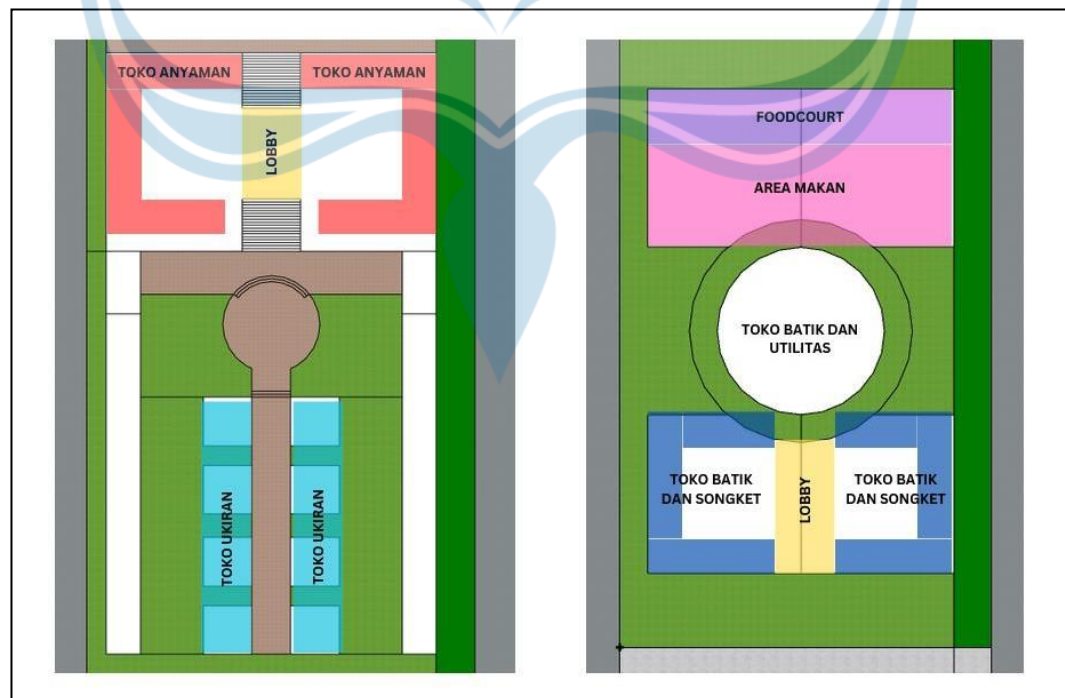 TOKO ANYAMAN
TOKO ANYAMAN
LOBBY
TOKO UKIRAN
TOKO UKIRAN
FOODCOURT
AREA MAKAN
TOKO BATIK DAN
UTILITAS
TOKO BATIK
DAN SONGKET
LOBBY
TOKO BATIK
DAN SONGKET